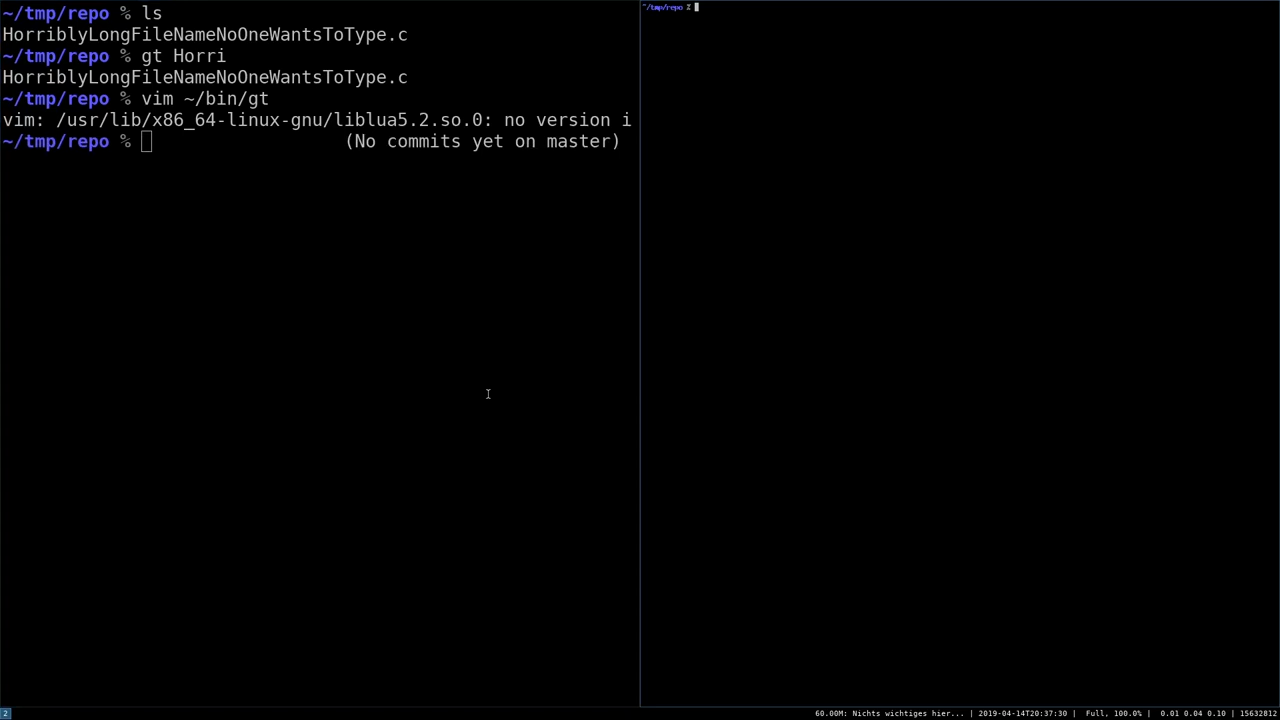 ~/tmp/repo % ls
HorriblyLongFileNameNoOneWantsToType.c
~/tmp/repo % gt Horri
HorriblyLongFileNameNoOneWantsToType.c
~/tmp/repo % vim ~/bin/gt
vim: /usr/lib/x86_64-linux-gnu/liblua5.2.so.0: no version i
~/tmp/repo % (No commits yet on master)
~/tmp/repo %
2
60.00M: Nichts wichtiges hier... | 2019-04-14T20:37:30 | Full, 100.0% | 0.01 0.04 0.10 | 15632812